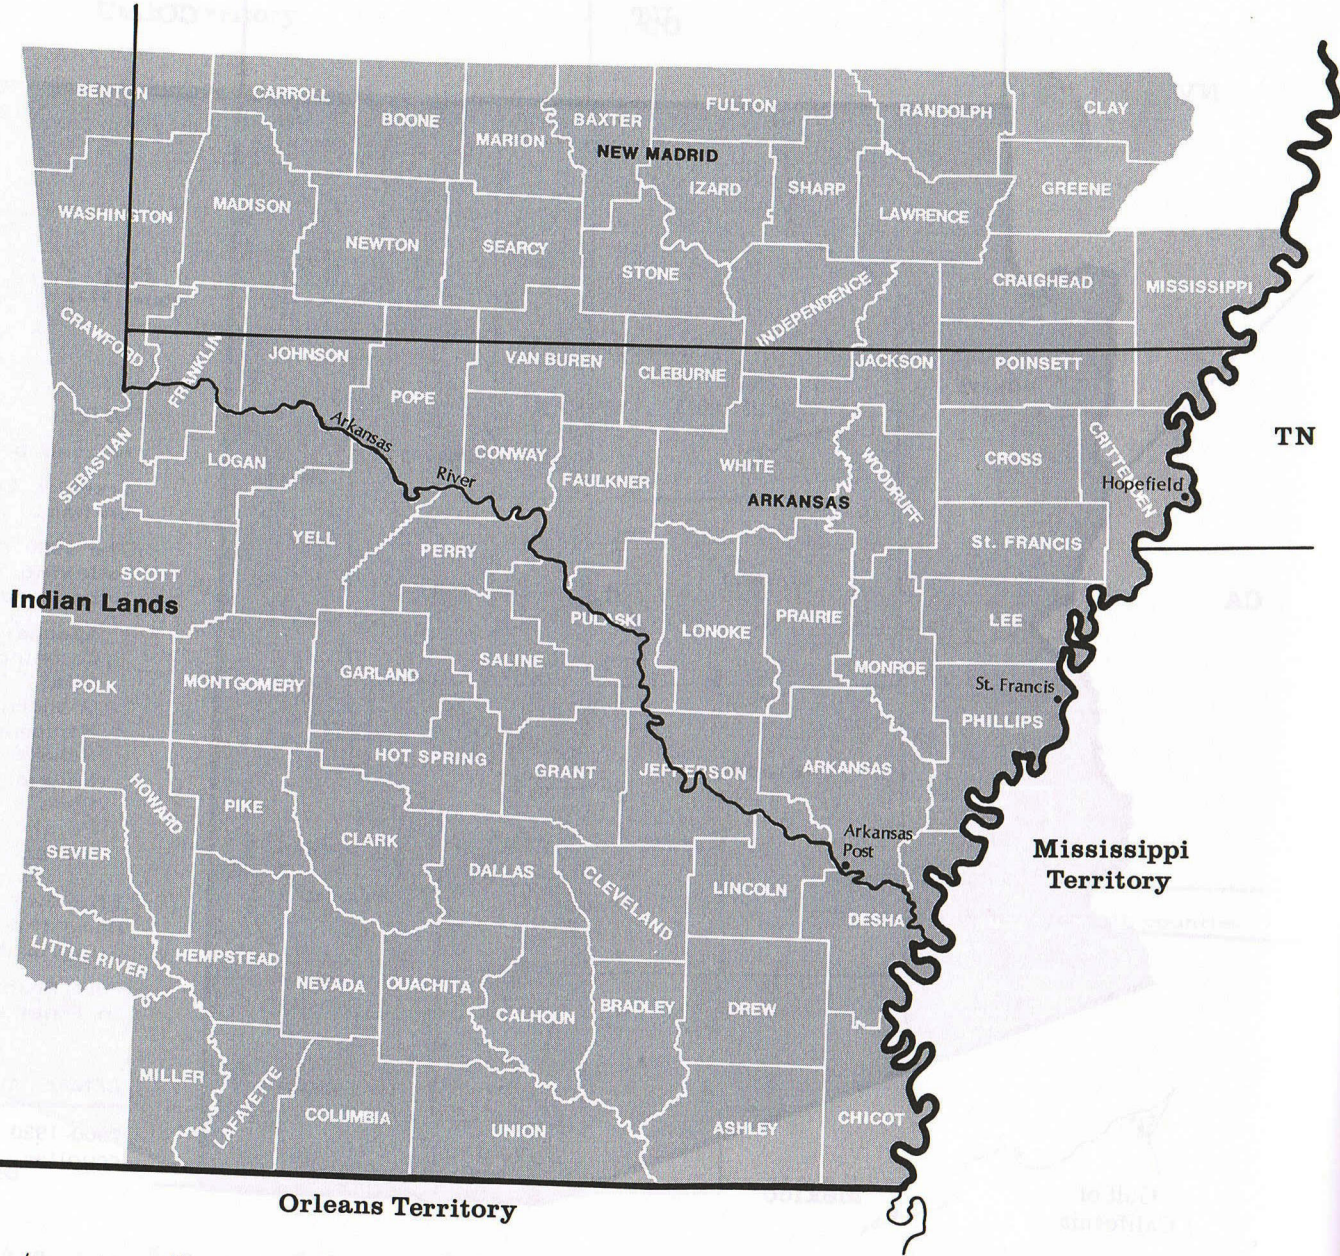 BENTON
CARROLL
BOONE
MARION
BAXTER
FULTON
RANDOLPH
CLAY
NEW MADRID
WASHINGTON
MADISON
NEWTON
SEARCY
IZARD
SHARP
LAWRENCE
GREENE
STONE
INDEPENDENCE
CRAIGHEAD
MISSISSIPPI
CRAWFORD
FRANKLIN
JOHNSON
POPE
VAN BUREN
CLEBURNE
JACKSON
POINSETT
Arkansas
River
TN
SEBASTIAN
LOGAN
CONWAY
FAULKNER
WHITE
WOODRUFF
CROSS
CRITTENDEN
Hopefield
ARKANSAS
YELL
PERRY
St. FRANCIS
SCOTT
Indian Lands
PULASKI
LONOKE
PRAIRIE
LEE
POLK
MONTGOMERY
GARLAND
SALINE
MONROE
St. Francis
PHILLIPS
HOWARD
PIKE
HOT SPRING
GRANT
JEFFERSON
ARKANSAS
SEVIER
CLARK
DALLAS
CLEVELAND
LINCOLN
Arkansas
Post
DESHA
Mississippi
Territory
LITTLE RIVER
HEMPSTEAD
NEVADA
OUACHITA
CALHOUN
BRADLEY
DREW
MILLER
LAFAYETTE
COLUMBIA
UNION
ASHLEY
CHICOT
Orleans Territory